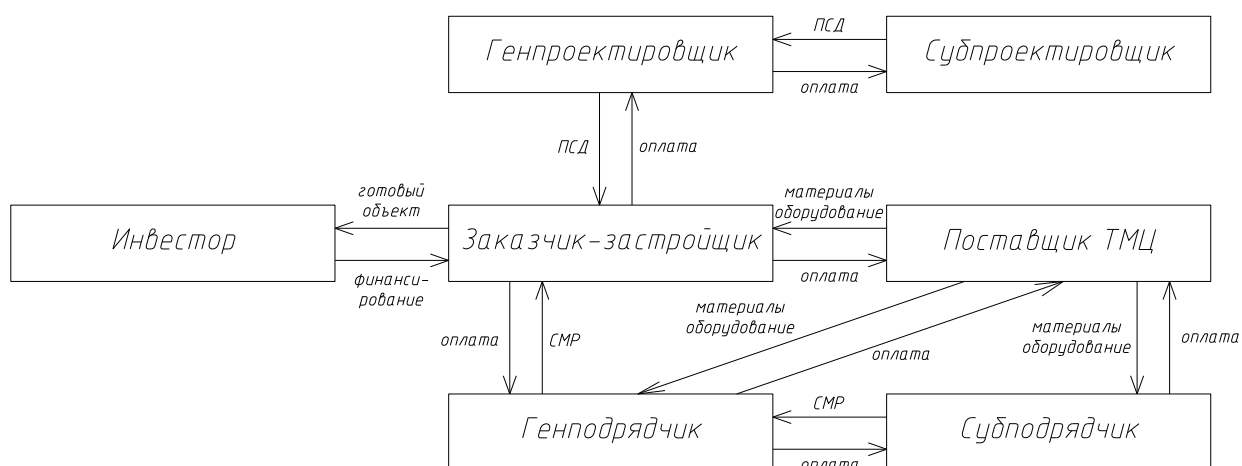 ПСД
Генпроектировщик
Субпроектировщик
оплата
ПСД
оплата
готовый
объект
материалы
оборудование
Инвестор
Заказчик-застройщик
Поставщик ТМЦ
финанси-
рование
оплата
материалы
оборудование
оплата
СМР
оплата
материалы
оборудование
оплата
СМР
Генподрядчик
Субподрядчик
оплата